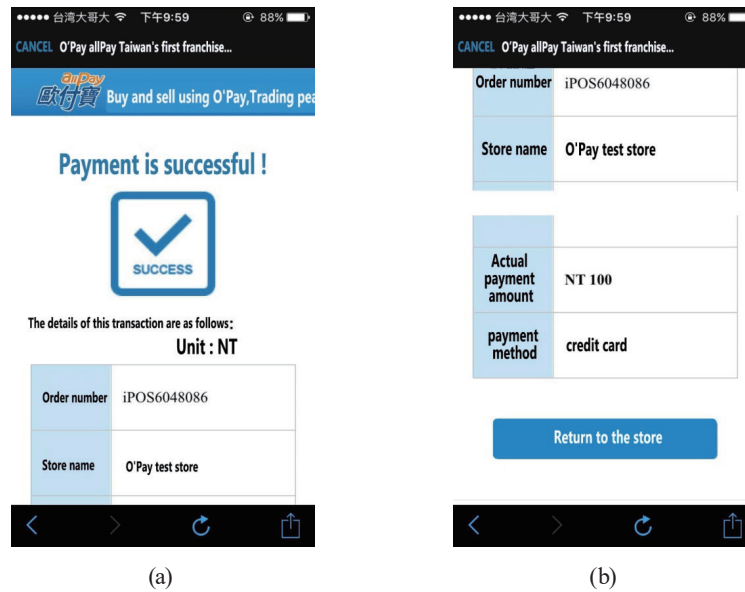 台湾大哥大 下午9:59 88%
CANCEL O'Pay allPay Taiwan's first franchise...
allPay
歐付寶 Buy and sell using O'Pay,Trading pea
Payment is successful !
SUCCESS
The details of this transaction are as follows:
Unit : NT
Order number iPOS6048086
Store name O'Pay test store
(a)
台湾大哥大 下午9:59 88%
CANCEL O'Pay allPay Taiwan's first franchise...
Order number iPOS6048086
Store name O'Pay test store
Actual
payment
amount
NT 100
payment
method
credit card
Return to the store
(b)